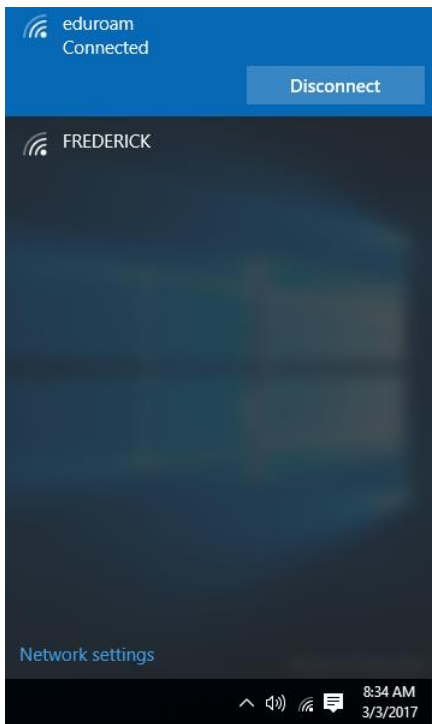 eduroam
Connected
Disconnect
FREDERICK
Network settings
8:34 AM
3/3/2017